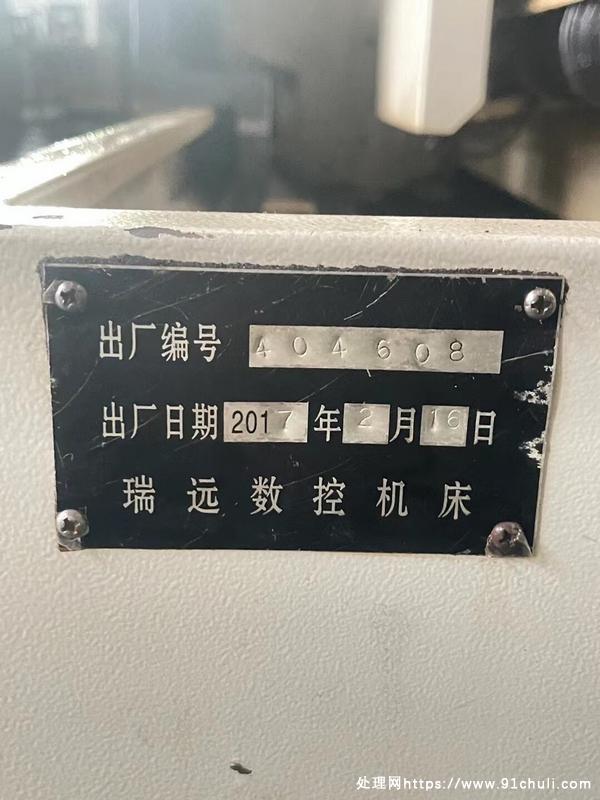 出厂编号 404608
出厂日期 2017 年 2 月 16 日
瑞远数控机床
处理网https://www.91chuli.com/